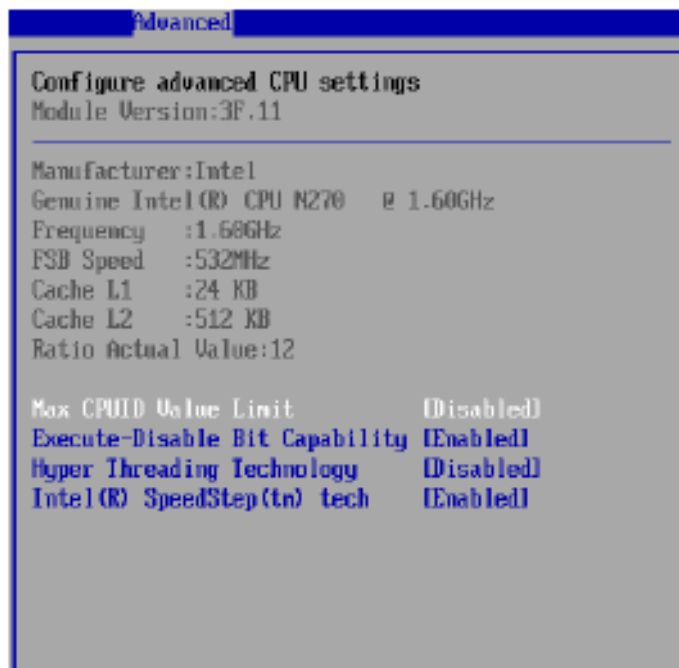 Advanced
Configure advanced CPU settings
Module Version:3F.11
Manufacturer:Intel
Genuine Intel(R) CPU N270 @ 1.60GHz
Frequency :1.60GHz
FSB Speed :532MHz
Cache L1 :24 KB
Cache L2 :512 KB
Ratio Actual Value:12
Max CPUID Value Limit [Disabled]
Execute-Disable Bit Capability [Enabled]
Hyper Threading Technology [Disabled]
Intel(R) SpeedStep(tm) tech [Enabled]